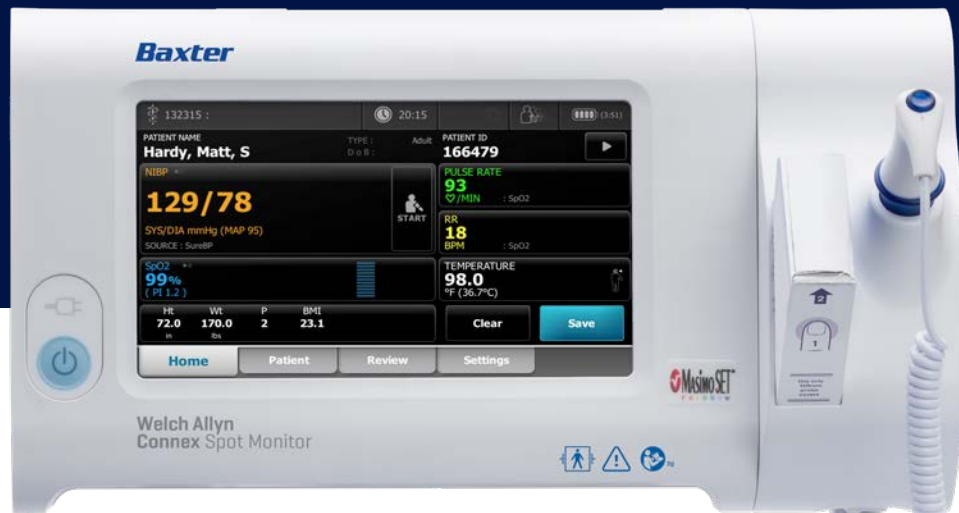 Baxter
132315 :
20:15
(3:51)
PATIENT NAME
Hardy, Matt, S
TYPE : Adult
DoB :
PATIENT ID
166479
NIBP
129/78
SYS/DIA mmHg (MAP 95)
SOURCE : SureBP
START
PULSE RATE
93
/MIN : SpO2
RR
18
BPM : SpO2
SpO2
99%
( PI 1.2 )
TEMPERATURE
98.0
°F (36.7°C)
Ht Wt P BMI
72.0 170.0 2 23.1
in lbs
Clear
Save
Home Patient Review Settings
Masimo SET
RAINBOW
Welch Allyn
Connex Spot Monitor
2
1